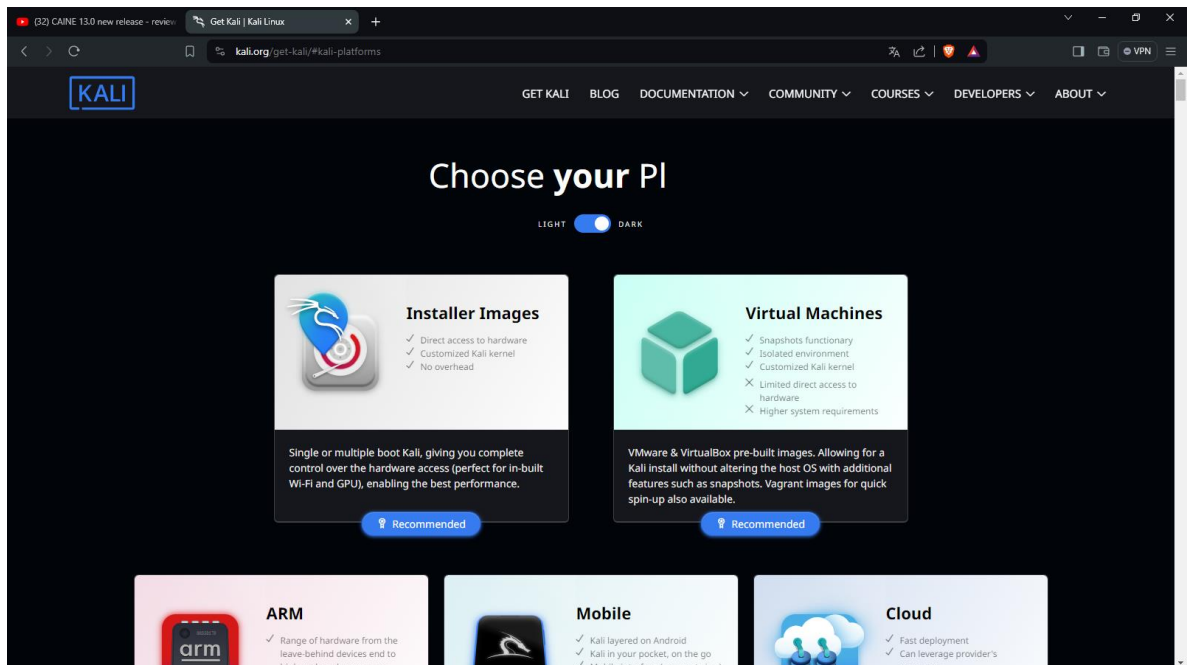 (32) CAINE 13.0 new release - review
Get Kali | Kali Linux
kali.org/get-kali/#kali-platforms
VPN
KALI
GET KALI
BLOG
DOCUMENTATION
COMMUNITY
COURSES
DEVELOPERS
ABOUT
Choose your Pl
LIGHT
DARK
Installer Images
Direct access to hardware
Customized Kali kernel
No overhead
Single or multiple boot Kali, giving you complete
control over the hardware access (perfect for in-built
Wi-Fi and GPU), enabling the best performance.
Recommended
Virtual Machines
Snapshots functionary
Isolated environment
Customized Kali kernel
Limited direct access to
hardware
Higher system requirements
VMware & VirtualBox pre-built images. Allowing for a
Kali install without altering the host OS with additional
features such as snapshots. Vagrant images for quick
spin-up also available.
Recommended
ARM
arm
Range of hardware from the
leave-behind devices end to
Mobile
Kali layered on Android
Kali in your pocket, on the go
Cloud
Fast deployment
Can leverage provider's